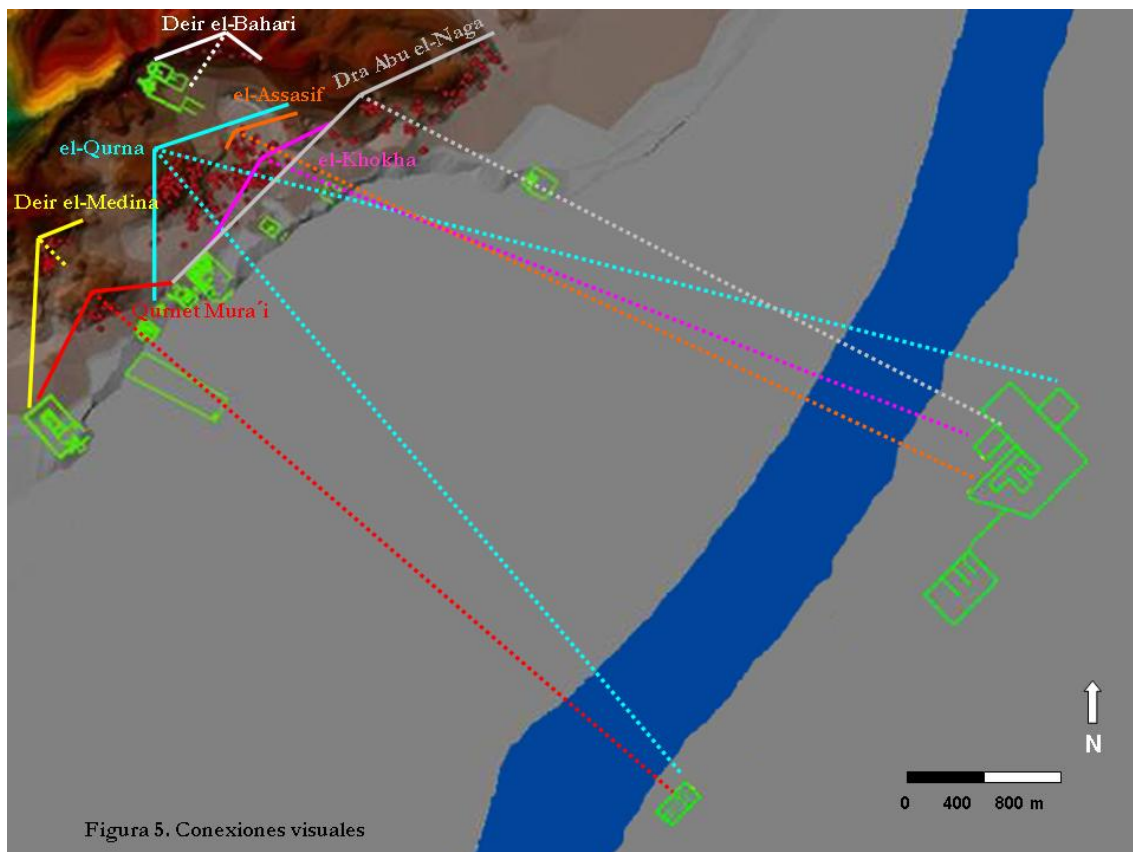 Deir el-Bahari
Dra Abu el-Naga
el-Assasif
el-Qurna
el-Khokha
Deir el-Medina
Qurnet Mura´i
N
0 400 800 m
Figura 5. Conexiones visuales